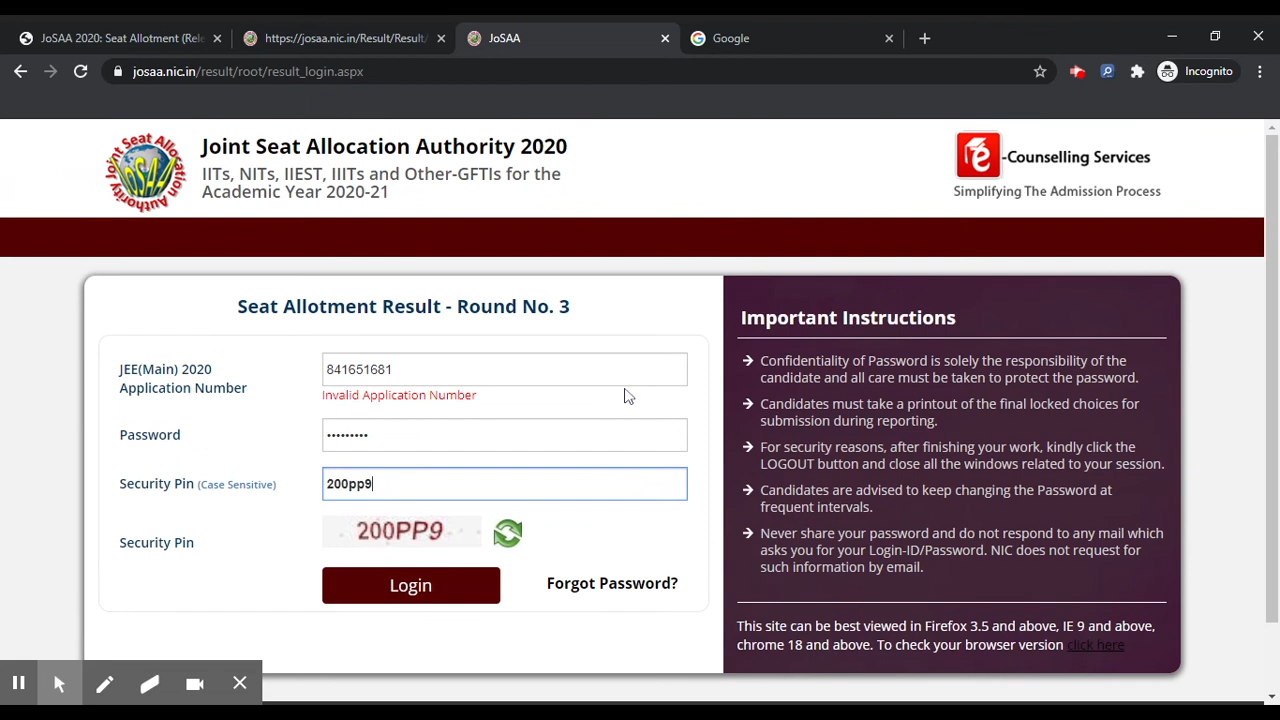 JoSAA 2020: Seat Allotment (Rel
https://josaa.nic.in/Result/Result/
JoSAA
Google
josaa.nic.in/result/root/result_login.aspx
Incognito
Joint Seat Allocation Authority
Joint Seat Allocation Authority 2020
IITs, NITs, IIEST, IIITs and Other-GFTIs for the
Academic Year 2020-21
e-Counselling Services
Simplifying The Admission Process
Seat Allotment Result - Round No. 3
JEE(Main) 2020
Application Number
841651681
Invalid Application Number
Password
•••••••••
Security Pin (Case Sensitive)
200pp9
Security Pin
200PP9
Login
Forgot Password?
Important Instructions
Confidentiality of Password is solely the responsibility of the
candidate and all care must be taken to protect the password.
Candidates must take a printout of the final locked choices for
submission during reporting.
For security reasons, after finishing your work, kindly click the
LOGOUT button and close all the windows related to your session.
Candidates are advised to keep changing the Password at
frequent intervals.
Never share your password and do not respond to any mail which
asks you for your Login-ID/Password. NIC does not request for
such information by email.
This site can be best viewed in Firefox 3.5 and above, IE 9 and above,
chrome 18 and above. To check your browser version click here